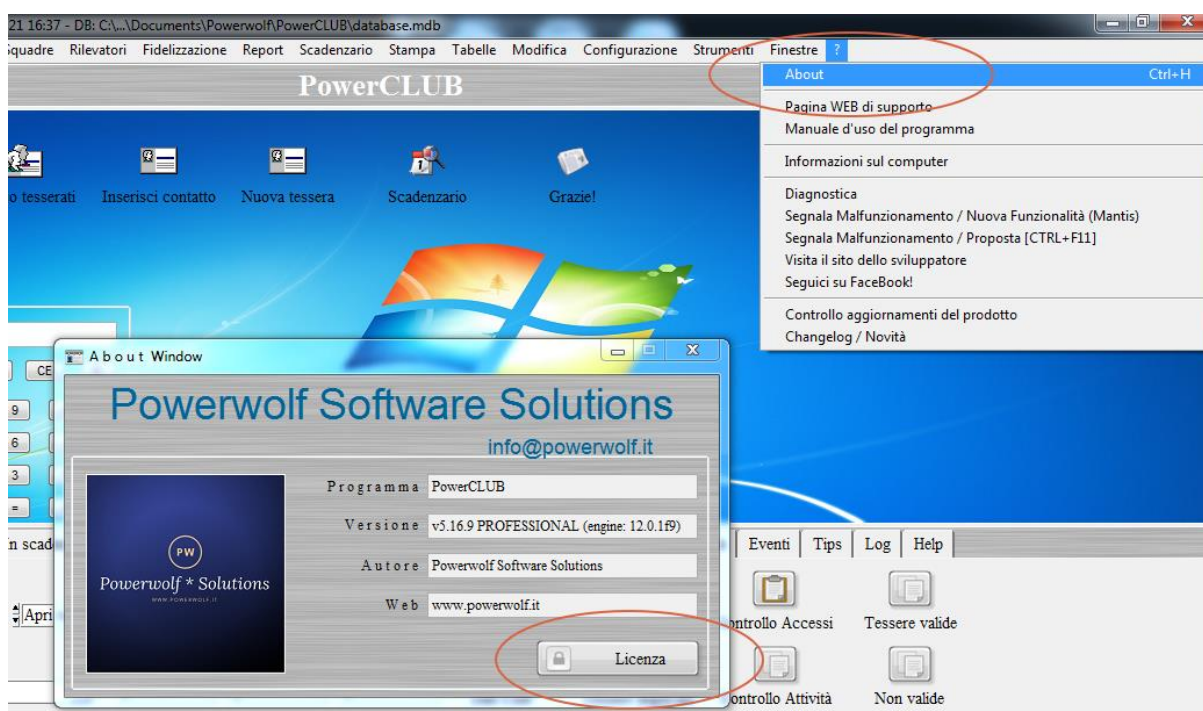 21 16:37 - DB: C:\...\Documents\Powerwolf\PowerCLUB\database.mdb
Squadre Rilevatori Fidelizzazione Report Scadenzario Stampa Tabelle Modifica Configurazione Strumenti Finestre ?
PowerCLUB
About Ctrl+H
Pagina WEB di supporto
Manuale d'uso del programma
Informazioni sul computer
Diagnostica
Segnala Malfunzionamento / Nuova Funzionalità (Mantis)
Segnala Malfunzionamento / Proposta [CTRL+F11]
Visita il sito dello sviluppatore
Seguici su FaceBook!
Controllo aggiornamenti del prodotto
Changelog / Novità
o tesserati Inserisci contatto Nuova tessera Scadenzario Grazie!
CE
9
6
3
=
n scad
Apri
About Window
Powerwolf Software Solutions
info@powerwolf.it
Programma PowerCLUB
Versione v5.16.9 PROFESSIONAL (engine: 12.0.1f9)
Autore Powerwolf Software Solutions
Web www.powerwolf.it
Licenza
PW
Powerwolf * Solutions
WWW.POWERWOLF.IT
Eventi Tips Log Help
ontrollo Accessi Tessere valide
ontrollo Attività Non valide